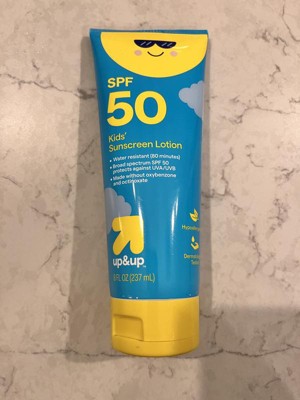 SPF
50
Kids'
Sunscreen Lotion
• Water resistant (80 minutes)
• Broad spectrum SPF 50
protects against UVA/UVB
• Made without oxybenzone
and octinoxate
up&up™
FL OZ (237 mL)